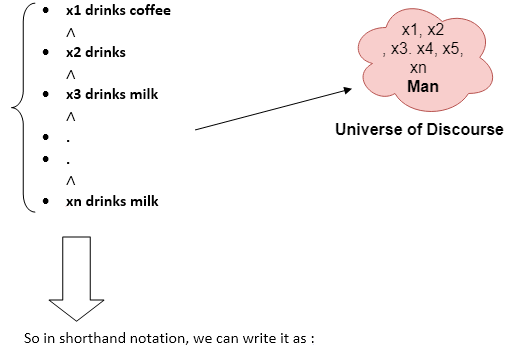 • x1 drinks coffee
^
• x2 drinks
^
• x3 drinks milk
^
• .
• .
^
• xn drinks milk
x1, x2
, x3. x4, x5,
xn
Man
Universe of Discourse
So in shorthand notation, we can write it as :